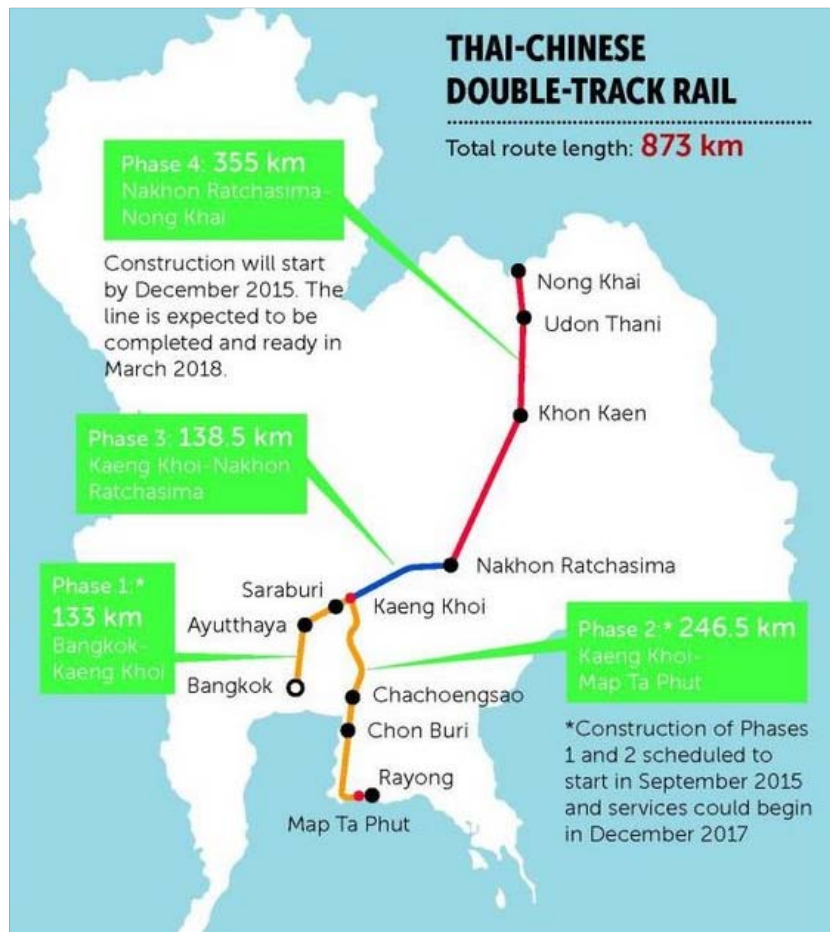 THAI-CHINESE
DOUBLE-TRACK RAIL
Total route length: 873 km
Phase 4: 355 km
Nakhon Ratchasima-
Nong Khai
Construction will start
by December 2015. The
line is expected to be
completed and ready in
March 2018.
Nong Khai
Udon Thani
Khon Kaen
Phase 3: 138.5 km
Kaeng Khoi-Nakhon
Ratchasima
Nakhon Ratchasima
Saraburi
Kaeng Khoi
Ayutthaya
Phase 1:*
133 km
Bangkok-
Kaeng Khoi
Bangkok
Phase 2:* 246.5 km
Kaeng Khoi-
Map Ta Phut
Chachoengsao
Chon Buri
Rayong
Map Ta Phut
*Construction of Phases
1 and 2 scheduled to
start in September 2015
and services could begin
in December 2017